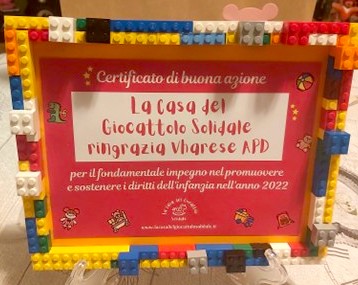 Certificato di buona azione
La Casa del
Giocattolo Solidale
ringrazia Vharese APD
per il fondamentale impegno nel promuovere
e sostenere i diritti dell'infanzia nell'anno 2022
www.lacasadelgiocattolosolidale.it